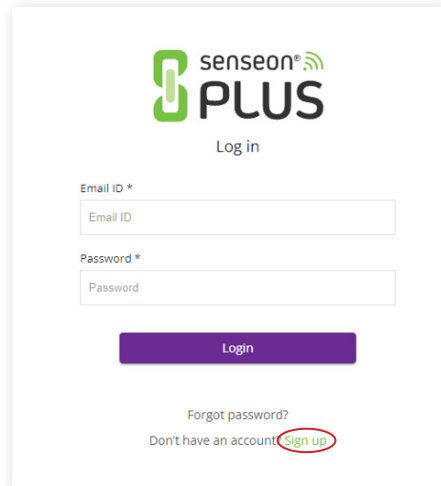 senseon®
PLUS
Log in
Email ID *
Email ID
Password *
Password
Login
Forgot password?
Don't have an account? Sign up